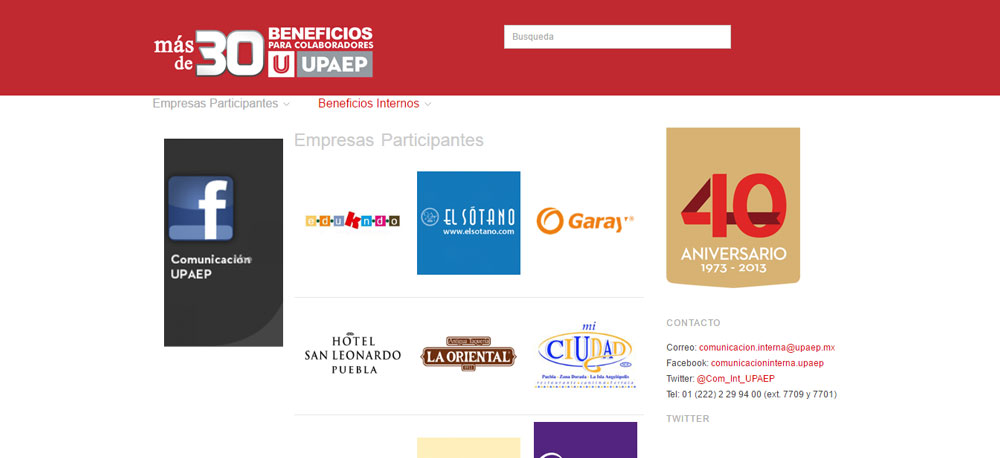 más
de
30
BENEFICIOS
PARA COLABORADORES
U UPAEP
Busqueda
Empresas Participantes
Beneficios Internos
f
Comunicación
UPAEP
Empresas Participantes
edukndo
EL SÓTANO
www.elsotano.com
Garay
HÔTEL
SAN LEONARDO
PUEBLA
Antigua Taquería
LA ORIENTAL
mi
CIUDAD
Puebla - Zona Dorada - La Isla Angelópolis
40
ANIVERSARIO
1973 - 2013
CONTACTO
Correo: comunicacion.interna@upaep.mx
Facebook: comunicacioninterna.upaep
Twitter: @Com_Int_UPAEP
Tel: 01 (222) 2 29 94 00 (ext. 7709 y 7701)
TWITTER